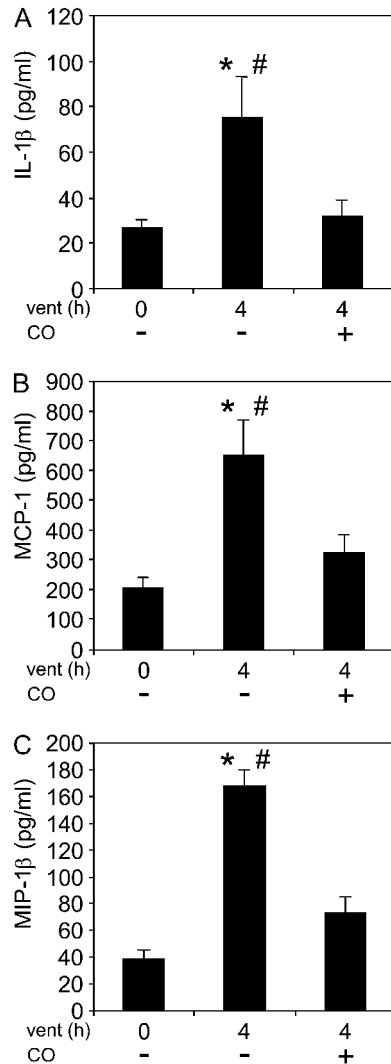 A
120
100
80
60
40
20
0
IL-1β (pg/ml)
* #
vent (h) 0 4 4
CO - - +
B
900
800
700
600
500
400
300
200
100
0
MCP-1 (pg/ml)
* #
vent (h) 0 4 4
CO - - +
C
200
180
160
140
120
100
80
60
40
20
0
MIP-1β (pg/ml)
* #
vent (h) 0 4 4
CO - - +